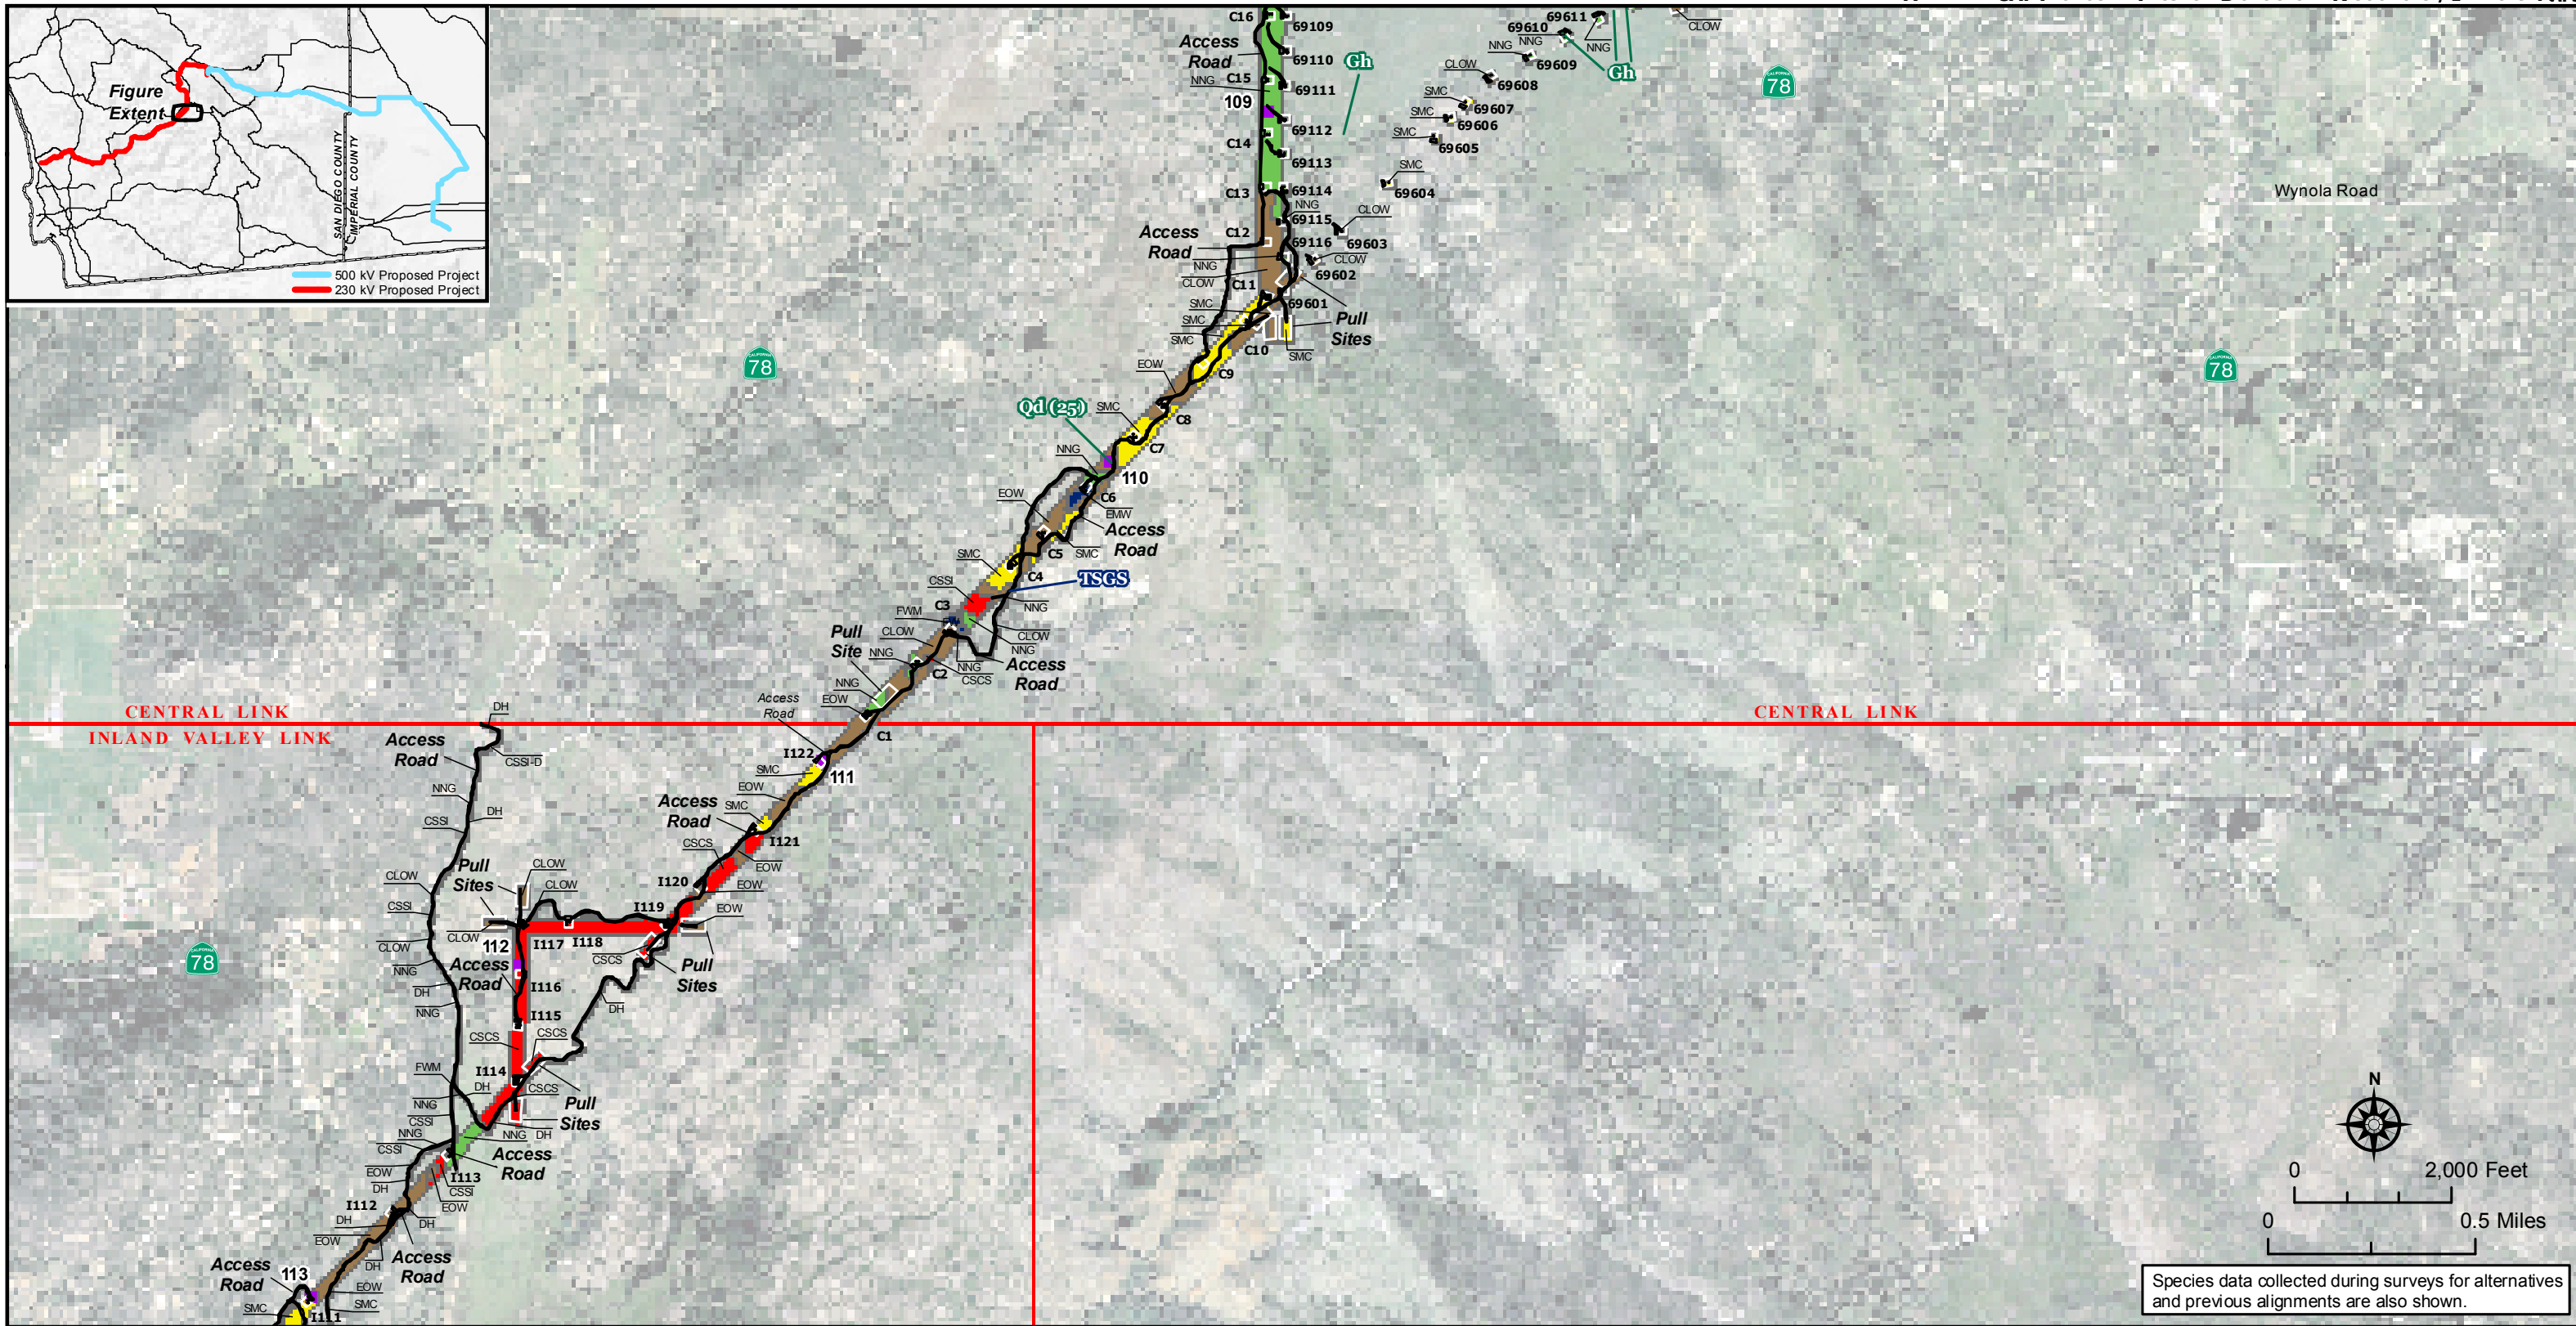 Figure
Extent
SAN DIEGO COUNTY
IMPERIAL COUNTY
500 kV Proposed Project
230 kV Proposed Project
C16
69109
Access
Road
69110
Gh
C15
NNG
69111
109
69112
C14
69113
C13
69114
NNG
69115
C12
Access
Road
69116
NNG
CLOW
C11
69601
SMC
SMC
SMC
C10
SMC
Pull
Sites
69611
CLOW
69610
NNG
NNG
NNG
69609
Gh
CLOW
69608
SMC
69607
SMC
69606
SMC
69605
SMC
69604
CLOW
69603
CLOW
69602
78
Wynola Road
78
78
EOW
C9
Qd (25)
SMC
C8
C7
NNG
110
EOW
C6
EMW
Access
Road
SMC
C5
SMC
C4
TSGS
CSSI
NNG
C3
FWM
CLOW
CLOW
NNG
Pull
Site
NNG
NNG
C2
CSCS
Access
Road
NNG
EOW
Access
Road
C1
CENTRAL LINK
INLAND VALLEY LINK
CENTRAL LINK
DH
Access
Road
CSSI-D
I122
SMC
111
NNG
DH
CSSI
EOW
Access
Road
SMC
I121
CSCS
EOW
CLOW
Pull
Sites
CLOW
CLOW
I120
EOW
CSSI
I119
EOW
CLOW
CLOW
112
I117
I118
CSCS
Pull
Sites
78
NNG
Access
Road
DH
I116
DH
NNG
I115
CSCS
CSCS
FWM
I114
DH
CSCS
NNG
Pull
Sites
CSSI
NNG
NNG
DH
CSSI
Access
Road
EOW
I113
DH
CSSI
EOW
I112
DH
DH
EOW
Access
Road
DH
Access
Road
113
EOW
SMC
SMC
I111
N
0
2,000 Feet
0
0.5 Miles
Species data collected during surveys for alternatives
and previous alignments are also shown.